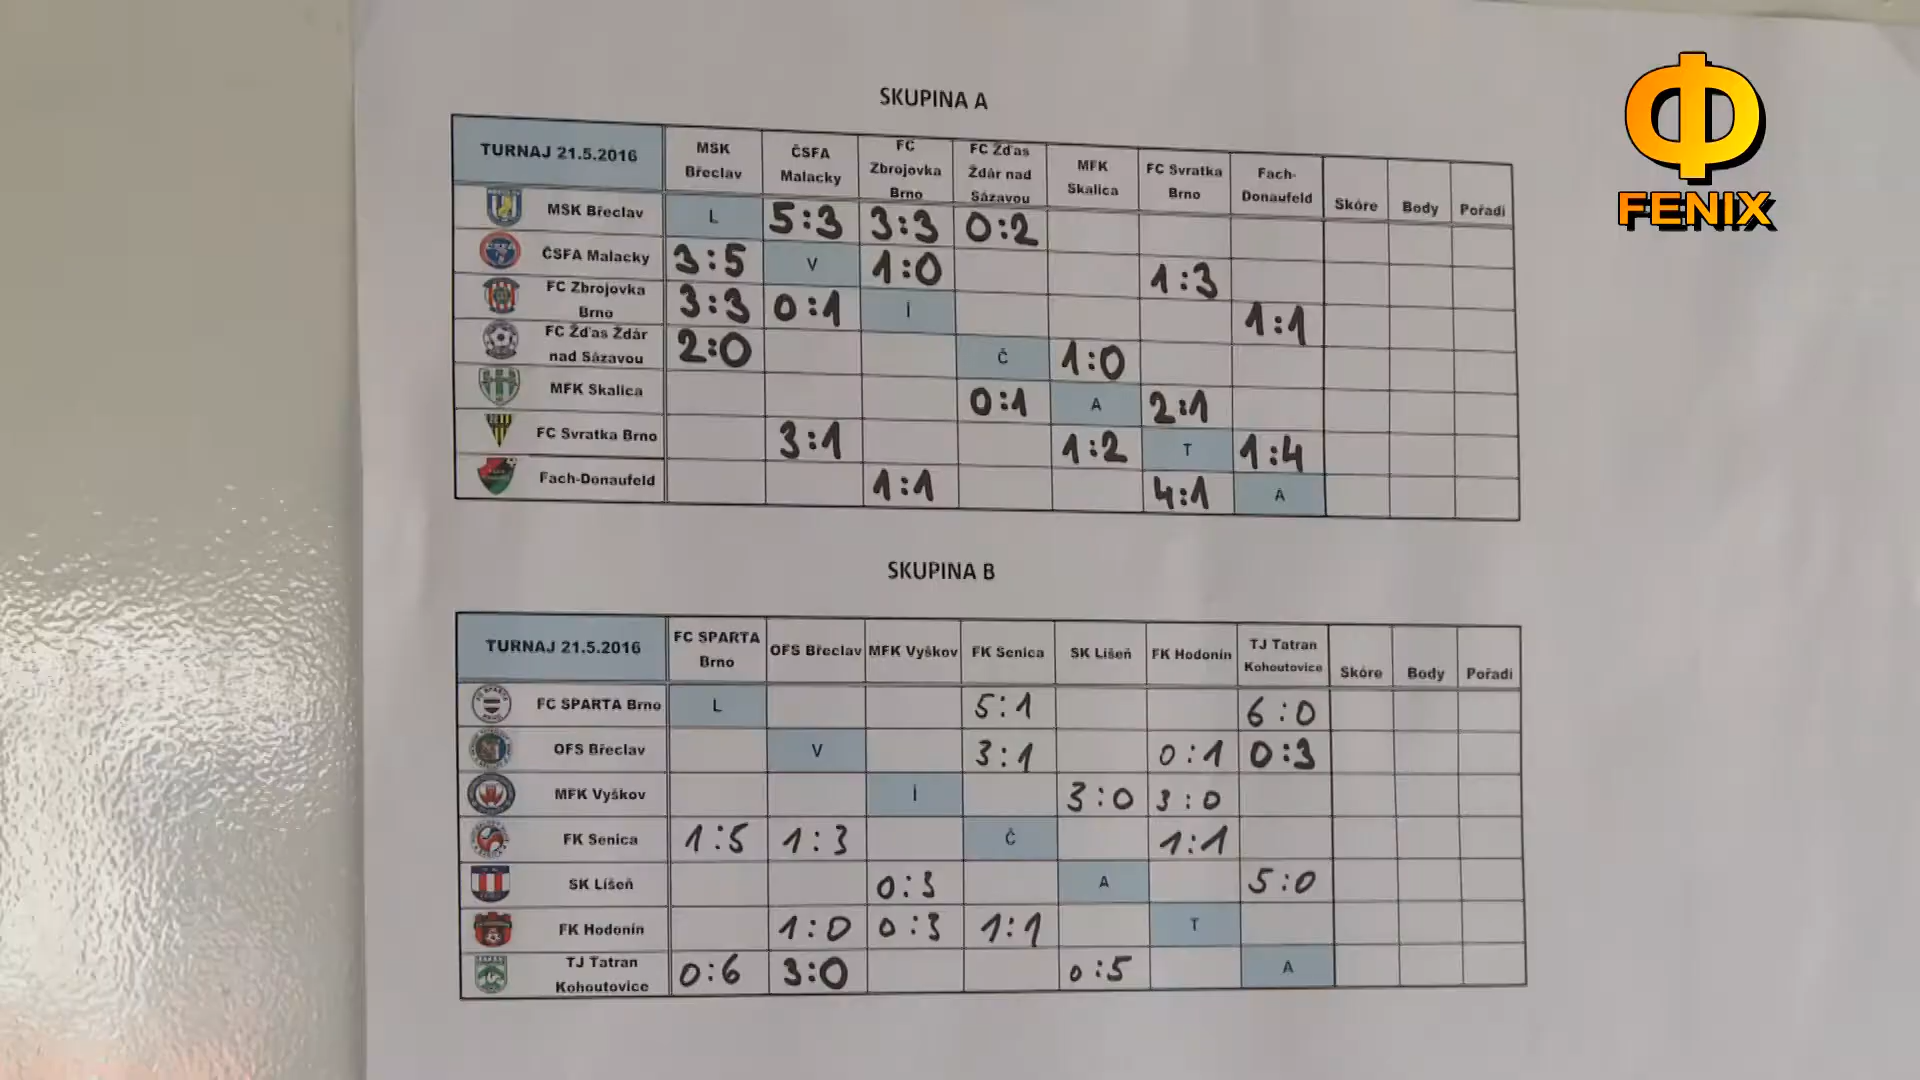 SKUPINA A
TURNAJ 21.5.2016 MSK Břeclav ČSFA Malacky FC Zbrojovka Brno FC Žďas Žďár nad Sázavou MFK Skalica FC Svratka Brno Fach-Donaufeld Skóre Body Pořadí
MSK Břeclav L 5:3 3:3 0:2
ČSFA Malacky 3:5 V 1:0 1:3
FC Zbrojovka Brno 3:3 0:1 Í 1:1
FC Žďas Ždár nad Sázavou 2:0 Č 1:0
MFK Skalica 0:1 A 2:1
FC Svratka Brno 3:1 1:2 T 1:4
Fach-Donaufeld 1:1 4:1 A
SKUPINA B
TURNAJ 21.5.2016 FC SPARTA Brno OFS Břeclav MFK Vyškov FK Senica SK Líšeň FK Hodonín TJ Tatran Kohoutovice Skóre Body Pořadí
FC SPARTA Brno L 5:1 6:0
OFS Břeclav V 3:1 0:1 0:3
MFK Vyškov Í 3:0 3:0
FK Senica 1:5 1:3 Č 1:1
SK Líšeň 0:3 A 5:0
FK Hodonín 1:0 0:3 1:1 T
TJ Tatran Kohoutovice 0:6 3:0 0:5 A
FENIX